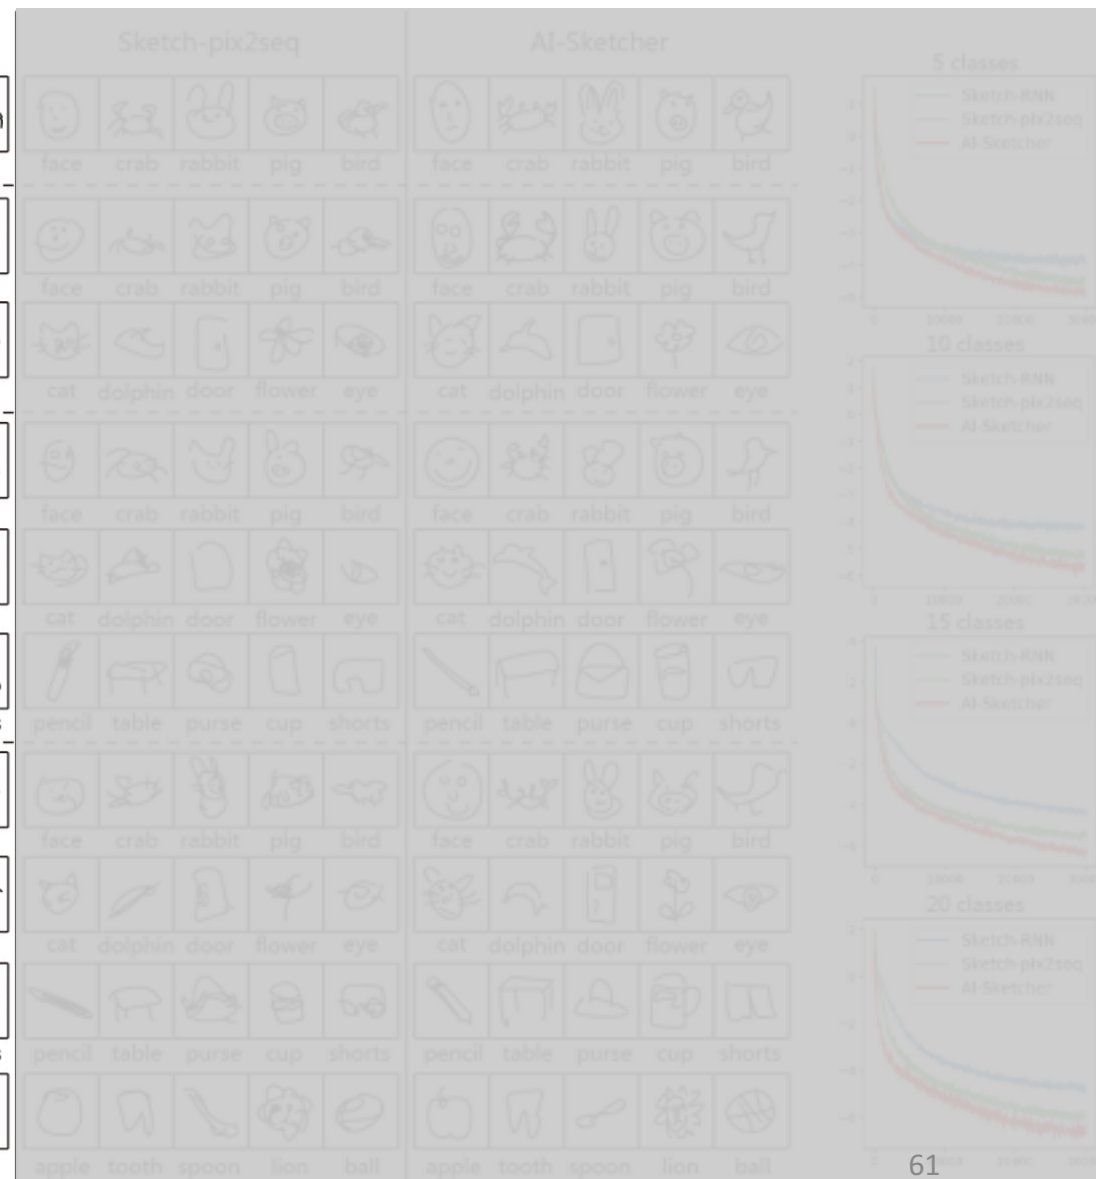 Sketch-pix2seq AI-Sketcher
face crab rabbit pig bird face crab rabbit pig bird
face crab rabbit pig bird face crab rabbit pig bird
cat dolphin door flower eye cat dolphin door flower eye
face crab rabbit pig bird face crab rabbit pig bird
cat dolphin door flower eye cat dolphin door flower eye
pencil table purse cup shorts pencil table purse cup shorts
face crab rabbit pig bird face crab rabbit pig bird
cat dolphin door flower eye cat dolphin door flower eye
pencil table purse cup shorts pencil table purse cup shorts
apple tooth spoon lion ball apple tooth spoon lion ball
5 classes
Sketch-RNN
Sketch-pix2seq
AI-Sketcher
10 classes
Sketch-RNN
Sketch-pix2seq
AI-Sketcher
15 classes
Sketch-RNN
Sketch-pix2seq
AI-Sketcher
20 classes
Sketch-RNN
Sketch-pix2seq
AI-Sketcher
61